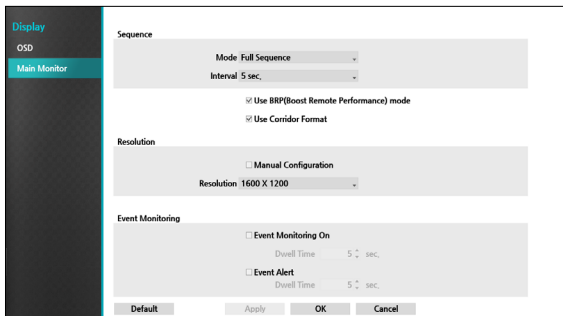 Display
OSD
Main Monitor
Sequence
Mode Full Sequence
Interval 5 sec.
Use BRP(Boost Remote Performance) mode
Use Corridor Format
Resolution
Manual Configuration
Resolution 1600 X 1200
Event Monitoring
Event Monitoring On
Dwell Time 5 sec.
Event Alert
Dwell Time 5 sec.
Default Apply OK Cancel